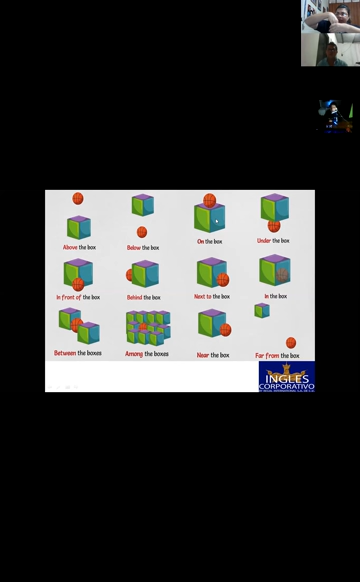 Above the box
Below the box
On the box
Under the box
In front of the box
Behind the box
Next to the box
In the box
Between the boxes
Among the boxes
Near the box
Far from the box
INGLES
CORPORATIVO